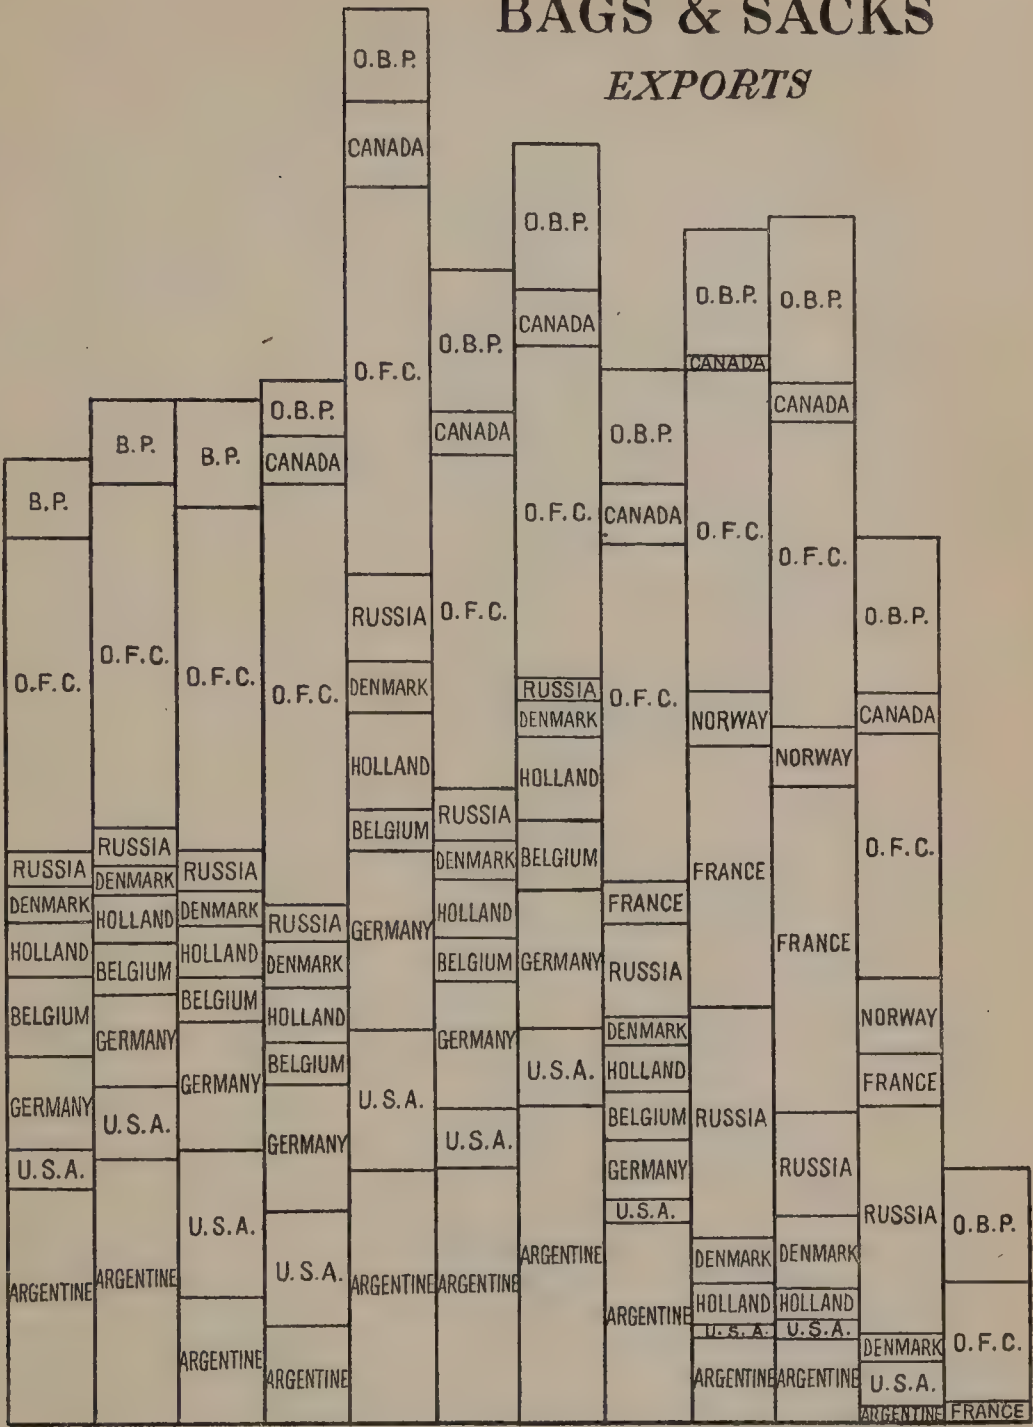 BAGS & SACKS
EXPORTS
B.P.
O.F.C.
RUSSIA
DENMARK
HOLLAND
BELGIUM
GERMANY
U.S.A.
ARGENTINE
B.P.
O.F.C.
RUSSIA
DENMARK
HOLLAND
BELGIUM
GERMANY
U.S.A.
ARGENTINE
B.P.
O.F.C.
RUSSIA
DENMARK
HOLLAND
BELGIUM
GERMANY
U.S.A.
ARGENTINE
O.B.P.
CANADA
O.F.C.
RUSSIA
DENMARK
HOLLAND
BELGIUM
GERMANY
U.S.A.
ARGENTINE
O.B.P.
CANADA
O.F.C.
RUSSIA
DENMARK
HOLLAND
BELGIUM
GERMANY
U.S.A.
ARGENTINE
O.B.P.
CANADA
O.F.C.
RUSSIA
DENMARK
HOLLAND
BELGIUM
GERMANY
U.S.A.
ARGENTINE
O.B.P.
CANADA
O.F.C.
RUSSIA
DENMARK
HOLLAND
BELGIUM
GERMANY
U.S.A.
ARGENTINE
O.B.P.
CANADA
O.F.C.
FRANCE
RUSSIA
DENMARK
HOLLAND
BELGIUM
GERMANY
U.S.A.
ARGENTINE
O.B.P.
CANADA
O.F.C.
NORWAY
FRANCE
RUSSIA
DENMARK
HOLLAND
U.S.A.
ARGENTINE
O.B.P.
CANADA
O.F.C.
NORWAY
FRANCE
RUSSIA
DENMARK
HOLLAND
U.S.A.
ARGENTINE
O.B.P.
CANADA
O.F.C.
NORWAY
FRANCE
RUSSIA
DENMARK
U.S.A.
ARGENTINE
O.B.P.
O.F.C.
FRANCE